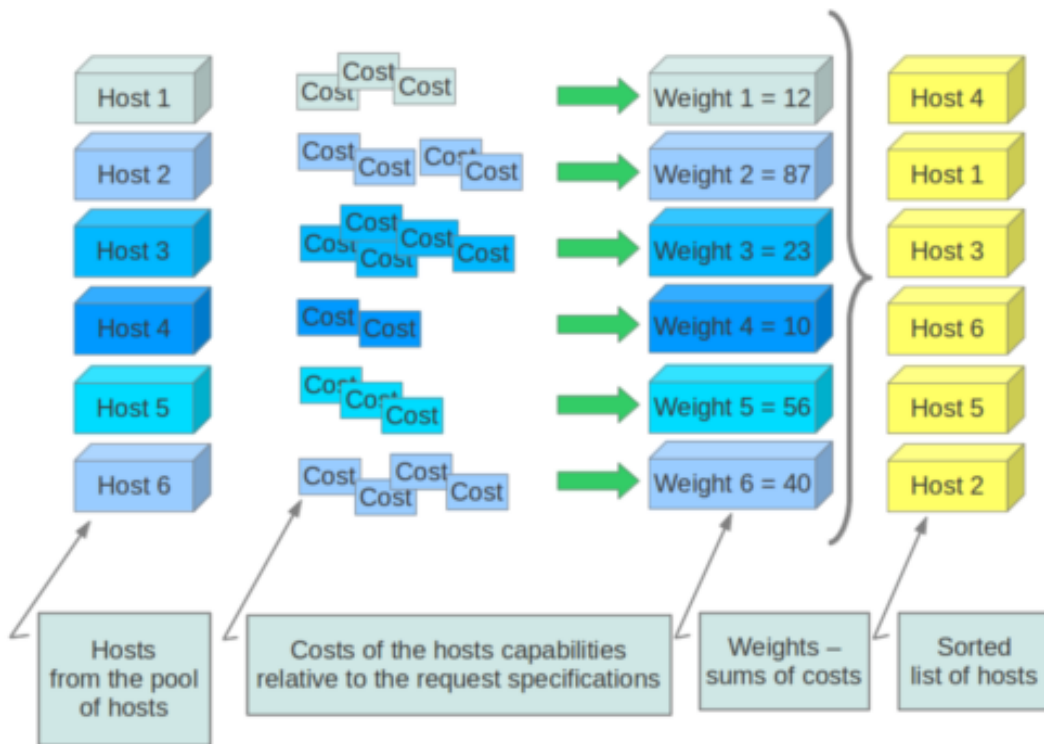 Host 1
Cost
Cost
Cost
Weight 1 = 12
Host 4
Host 2
Cost
Cost
Cost
Cost
Weight 2 = 87
Host 1
Host 3
Cost
Cost
Cost
Cost
Cost
Weight 3 = 23
Host 3
Host 4
Cost
Cost
Weight 4 = 10
Host 6
Host 5
Cost
Cost
Cost
Weight 5 = 56
Host 5
Host 6
Cost
Cost
Cost
Cost
Weight 6 = 40
Host 2
Hosts
from the pool
of hosts
Costs of the hosts capabilities
relative to the request specifications
Weights –
sums of costs
Sorted
list of hosts